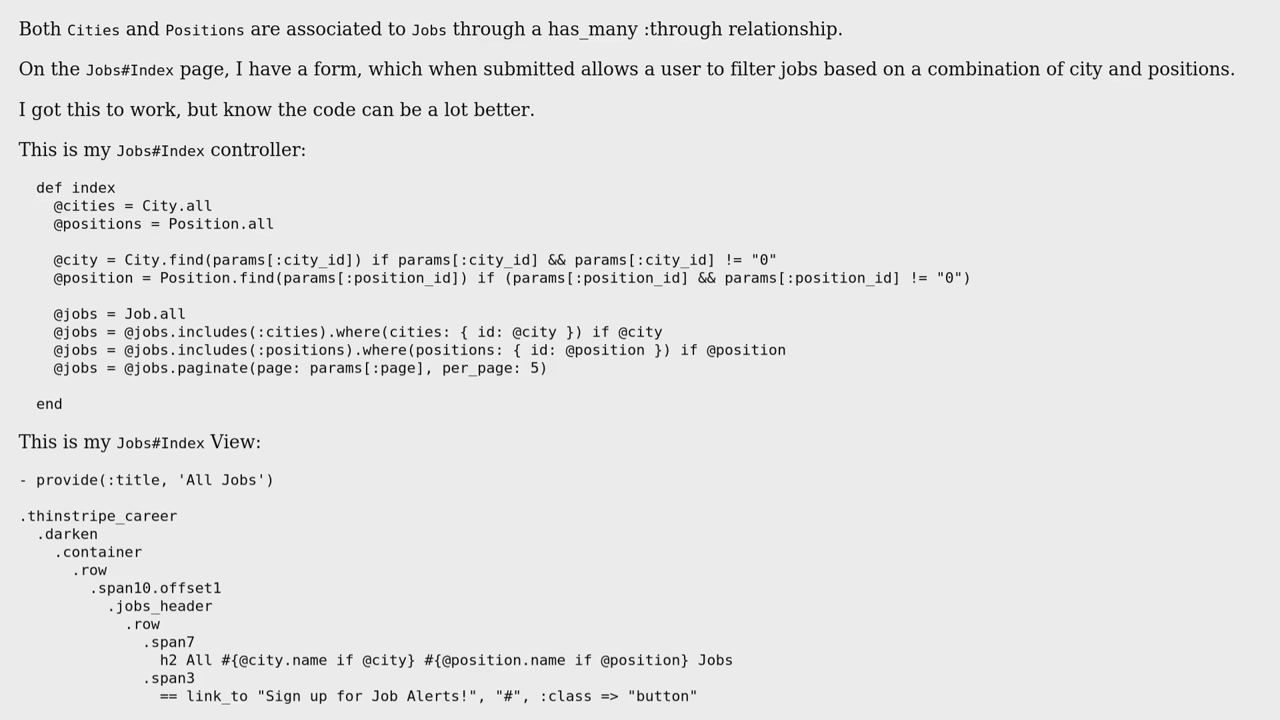 Both Cities and Positions are associated to Jobs through a has_many :through relationship.
On the Jobs#Index page, I have a form, which when submitted allows a user to filter jobs based on a combination of city and positions.
I got this to work, but know the code can be a lot better.
This is my Jobs#Index controller:
def index
@cities = City.all
@positions = Position.all
@city = City.find(params[:city_id]) if params[:city_id] && params[:city_id] != "0"
@position = Position.find(params[:position_id]) if (params[:position_id] && params[:position_id] != "0")
@jobs = Job.all
@jobs = @jobs.includes(:cities).where(cities: { id: @city }) if @city
@jobs = @jobs.includes(:positions).where(positions: { id: @position }) if @position
@jobs = @jobs.paginate(page: params[:page], per_page: 5)
end
This is my Jobs#Index View:
- provide(:title, 'All Jobs')
.thinstripe_career
.darken
.container
.row
.span10.offset1
.jobs_header
.row
.span7
h2 All #{@city.name if @city} #{@position.name if @position} Jobs
.span3
== link_to "Sign up for Job Alerts!", "#", :class => "button"